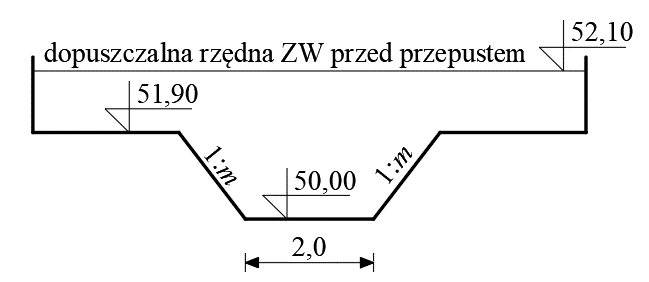 52,10
dopuszczalna rzędna ZW przed przepustem
51,90
1:m
1:m
50,00
2,0